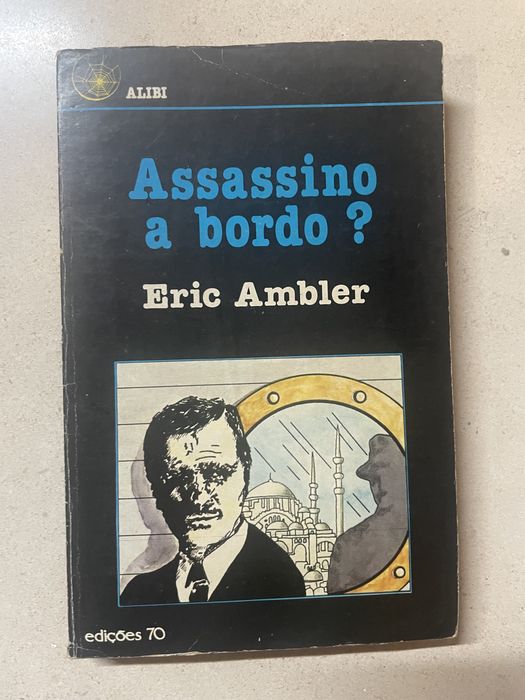 ALIBI
Assassino
a bordo ?
Eric Ambler
edições 70